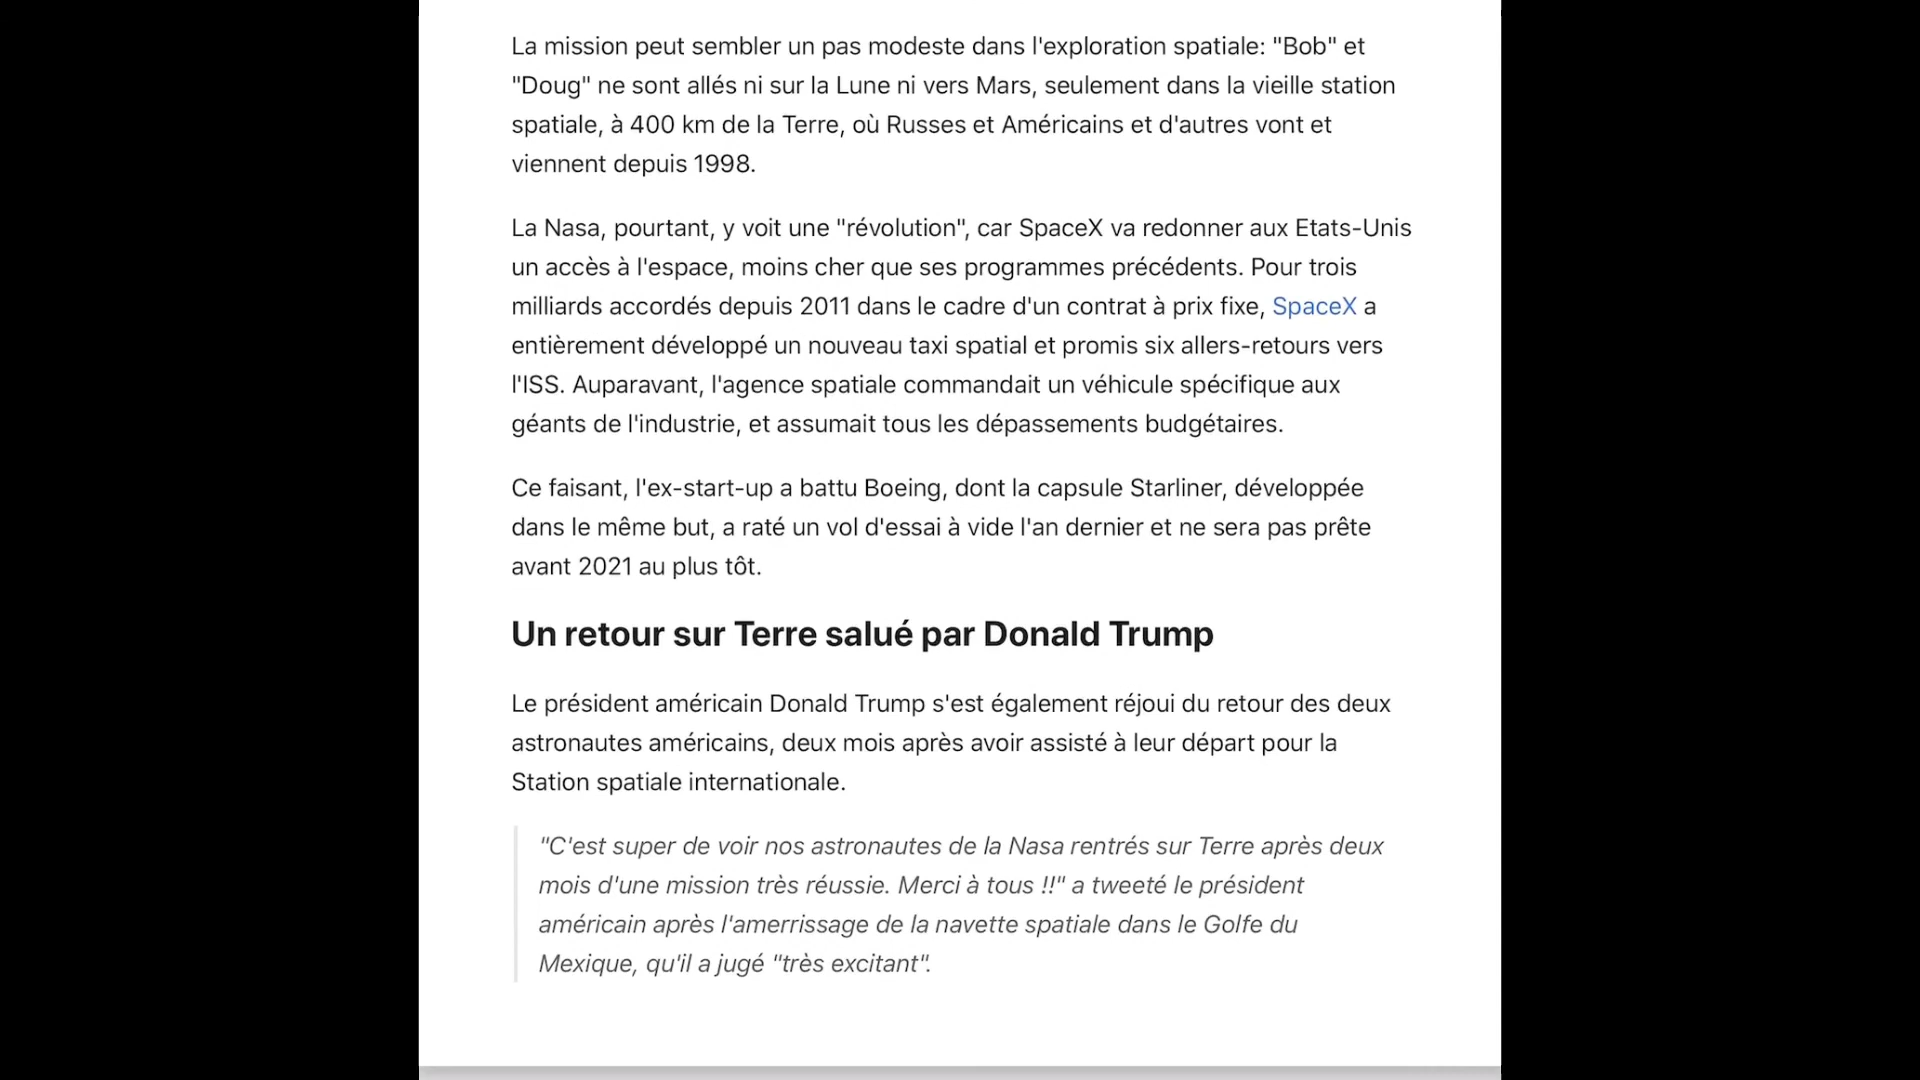 La mission peut sembler un pas modeste dans l'exploration spatiale: "Bob" et
"Doug" ne sont allés ni sur la Lune ni vers Mars, seulement dans la vieille station
spatiale, à 400 km de la Terre, où Russes et Américains et d'autres vont et
viennent depuis 1998.
La Nasa, pourtant, y voit une "révolution", car SpaceX va redonner aux Etats-Unis
un accès à l'espace, moins cher que ses programmes précédents. Pour trois
milliards accordés depuis 2011 dans le cadre d'un contrat à prix fixe, SpaceX a
entièrement développé un nouveau taxi spatial et promis six allers-retours vers
l'ISS. Auparavant, l'agence spatiale commandait un véhicule spécifique aux
géants de l'industrie, et assumait tous les dépassements budgétaires.
Ce faisant, l'ex-start-up a battu Boeing, dont la capsule Starliner, développée
dans le même but, a raté un vol d'essai à vide l'an dernier et ne sera pas prête
avant 2021 au plus tôt.
Un retour sur Terre salué par Donald Trump
Le président américain Donald Trump s'est également réjoui du retour des deux
astronautes américains, deux mois après avoir assisté à leur départ pour la
Station spatiale internationale.
"C'est super de voir nos astronautes de la Nasa rentrés sur Terre après deux
mois d'une mission très réussie. Merci à tous !!" a tweeté le président
américain après l'amerrissage de la navette spatiale dans le Golfe du
Mexique, qu'il a jugé "très excitant".